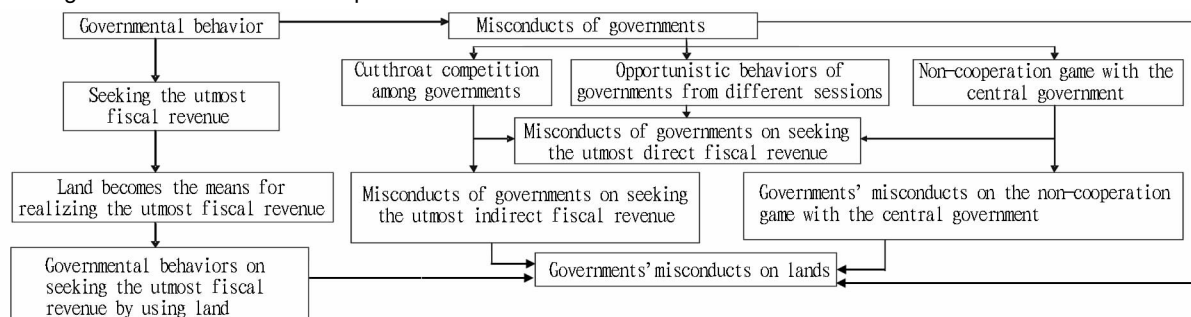 Governmental behavior
Misconducts of governments
Cutthroat competition
among governments
Opportunistic behaviors of
governments from different sessions
Non-cooperation game with the
central government
Seeking the utmost
fiscal revenue
Misconducts of governments on seeking
the utmost direct fiscal revenue
Land becomes the means for
realizing the utmost fiscal revenue
Misconducts of governments on seeking
the utmost indirect fiscal revenue
Governments' misconducts on the non-cooperation
game with the central government
Governmental behaviors on
seeking the utmost fiscal
revenue by using land
Governments' misconducts on lands